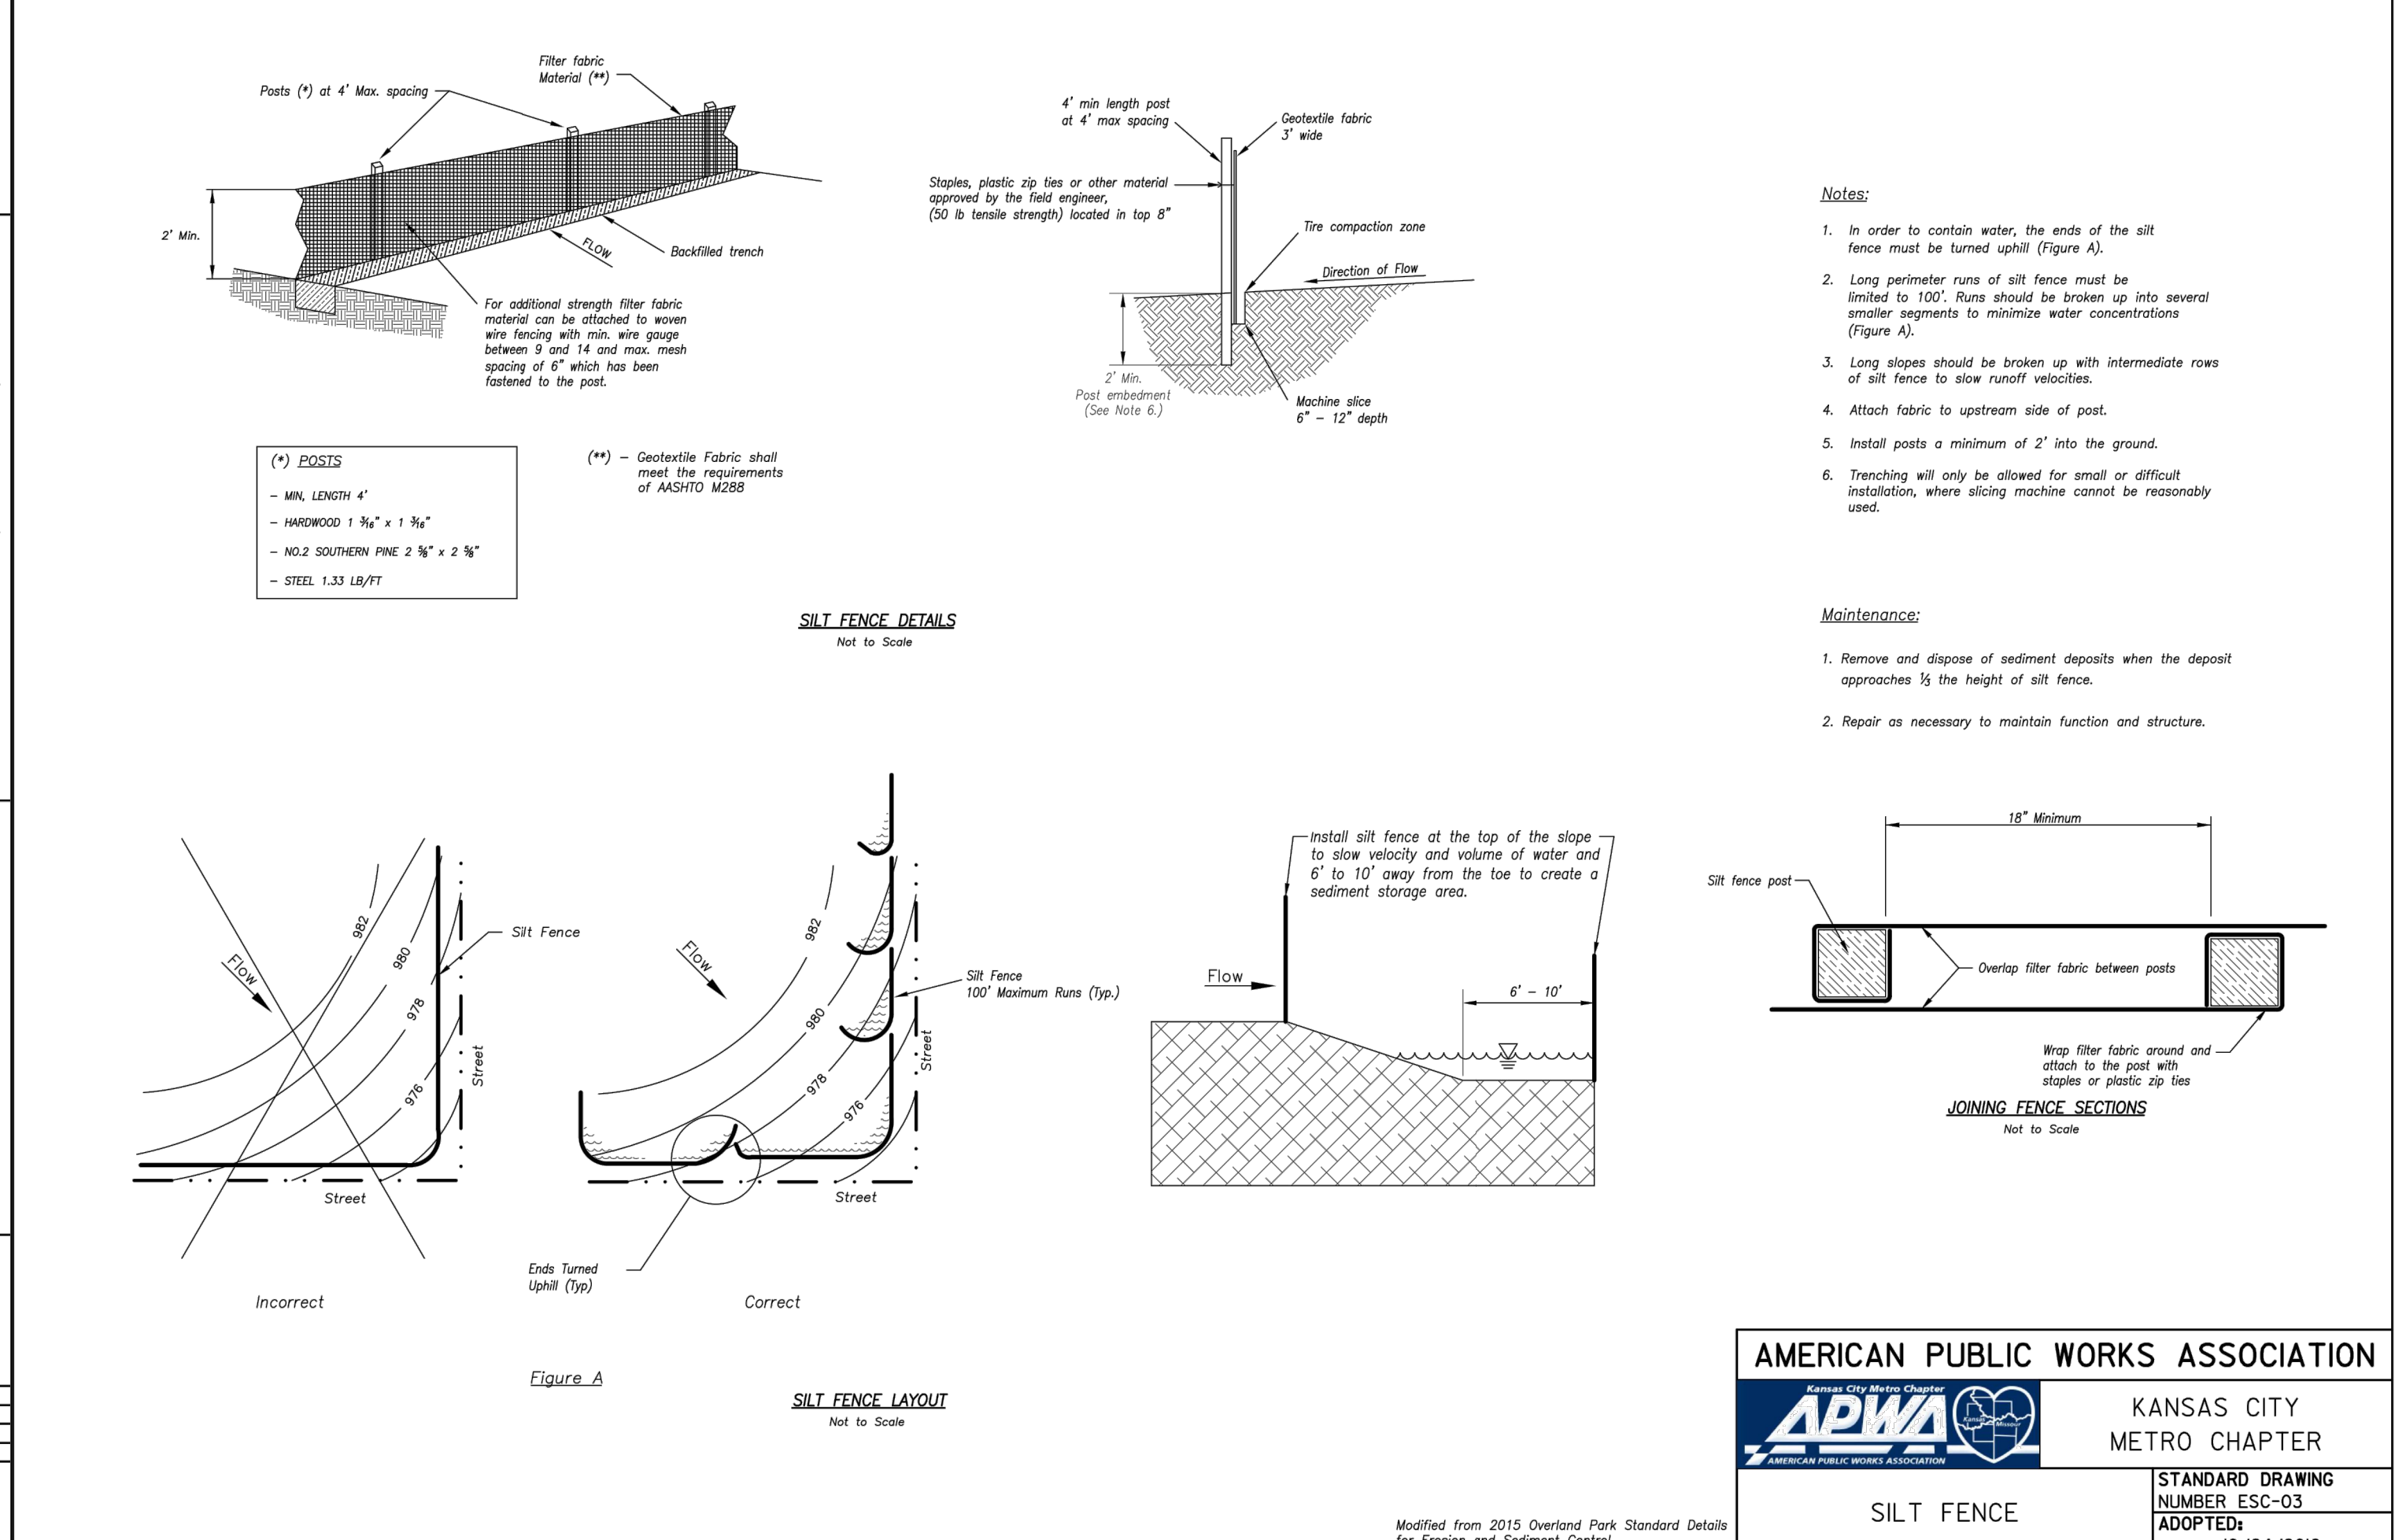 Filter fabric
Material (**)
Posts (*) at 4' Max. spacing
2' Min.
FLOW
Backfilled trench
For additional strength filter fabric
material can be attached to woven
wire fencing with min. wire gauge
between 9 and 14 and max. mesh
spacing of 6" which has been
fastened to the post.
4' min length post
at 4' max spacing
Geotextile fabric
3' wide
Staples, plastic zip ties or other material
approved by the field engineer,
(50 lb tensile strength) located in top 8"
Tire compaction zone
Direction of Flow
2' Min.
Post embedment
(See Note 6.)
Machine slice
6" - 12" depth
(*) POSTS
- MIN, LENGTH 4'
- HARDWOOD 1 3/16" x 1 3/16"
- NO.2 SOUTHERN PINE 2 5/8" x 2 5/8"
- STEEL 1.33 LB/FT
(**) - Geotextile Fabric shall
meet the requirements
of AASHTO M288
SILT FENCE DETAILS
Not to Scale
Notes:
1. In order to contain water, the ends of the silt
fence must be turned uphill (Figure A).
2. Long perimeter runs of silt fence must be
limited to 100'. Runs should be broken up into several
smaller segments to minimize water concentrations
(Figure A).
3. Long slopes should be broken up with intermediate rows
of silt fence to slow runoff velocities.
4. Attach fabric to upstream side of post.
5. Install posts a minimum of 2' into the ground.
6. Trenching will only be allowed for small or difficult
installation, where slicing machine cannot be reasonably
used.
Maintenance:
1. Remove and dispose of sediment deposits when the deposit
approaches 1/3 the height of silt fence.
2. Repair as necessary to maintain function and structure.
982
980
978
976
Flow
Silt Fence
Street
Street
Incorrect
982
980
978
976
Flow
Silt Fence
100' Maximum Runs (Typ.)
Street
Street
Ends Turned
Uphill (Typ)
Correct
Figure A
SILT FENCE LAYOUT
Not to Scale
Install silt fence at the top of the slope
to slow velocity and volume of water and
6' to 10' away from the toe to create a
sediment storage area.
Flow
6' - 10'
18" Minimum
Silt fence post
Overlap filter fabric between posts
Wrap filter fabric around and
attach to the post with
staples or plastic zip ties
JOINING FENCE SECTIONS
Not to Scale
AMERICAN PUBLIC WORKS ASSOCIATION
Kansas City Metro Chapter
APWA
Kansas
Missouri
AMERICAN PUBLIC WORKS ASSOCIATION
KANSAS CITY
METRO CHAPTER
SILT FENCE
STANDARD DRAWING
NUMBER ESC-03
ADOPTED:
Modified from 2015 Overland Park Standard Details
for Erosion and Sediment Control